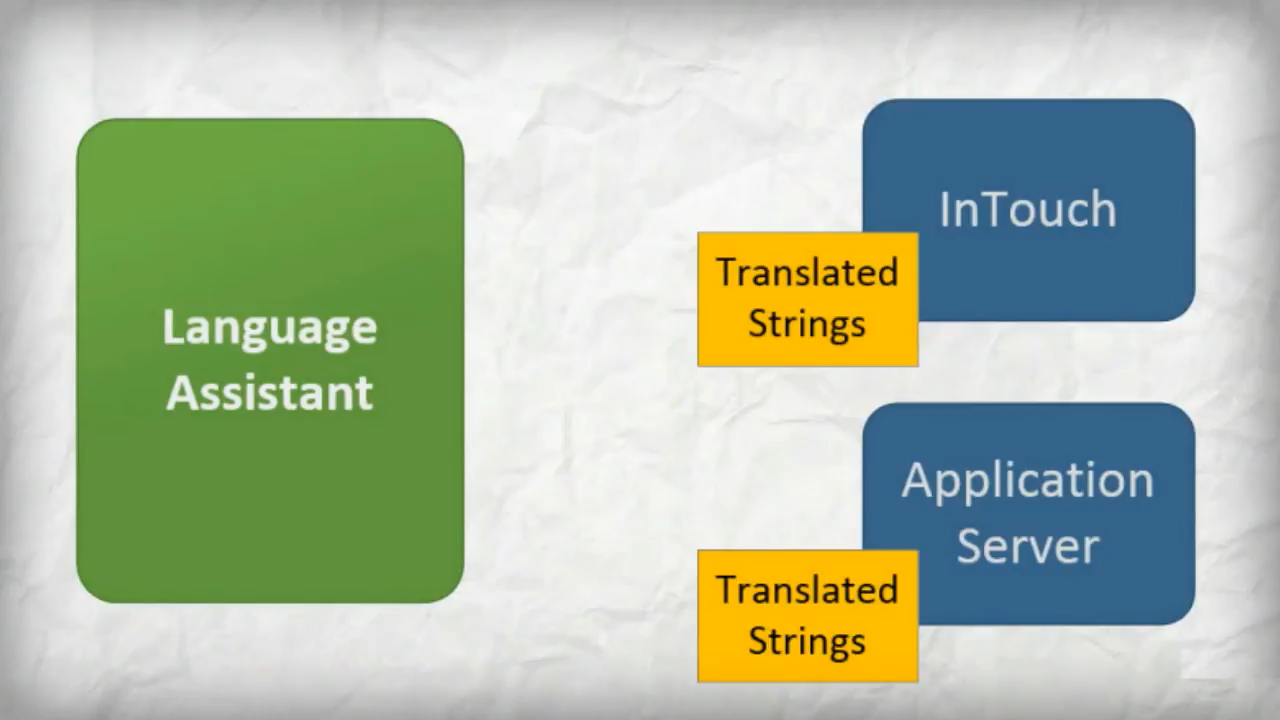 Language
Assistant
InTouch
Translated
Strings
Application
Server
Translated
Strings